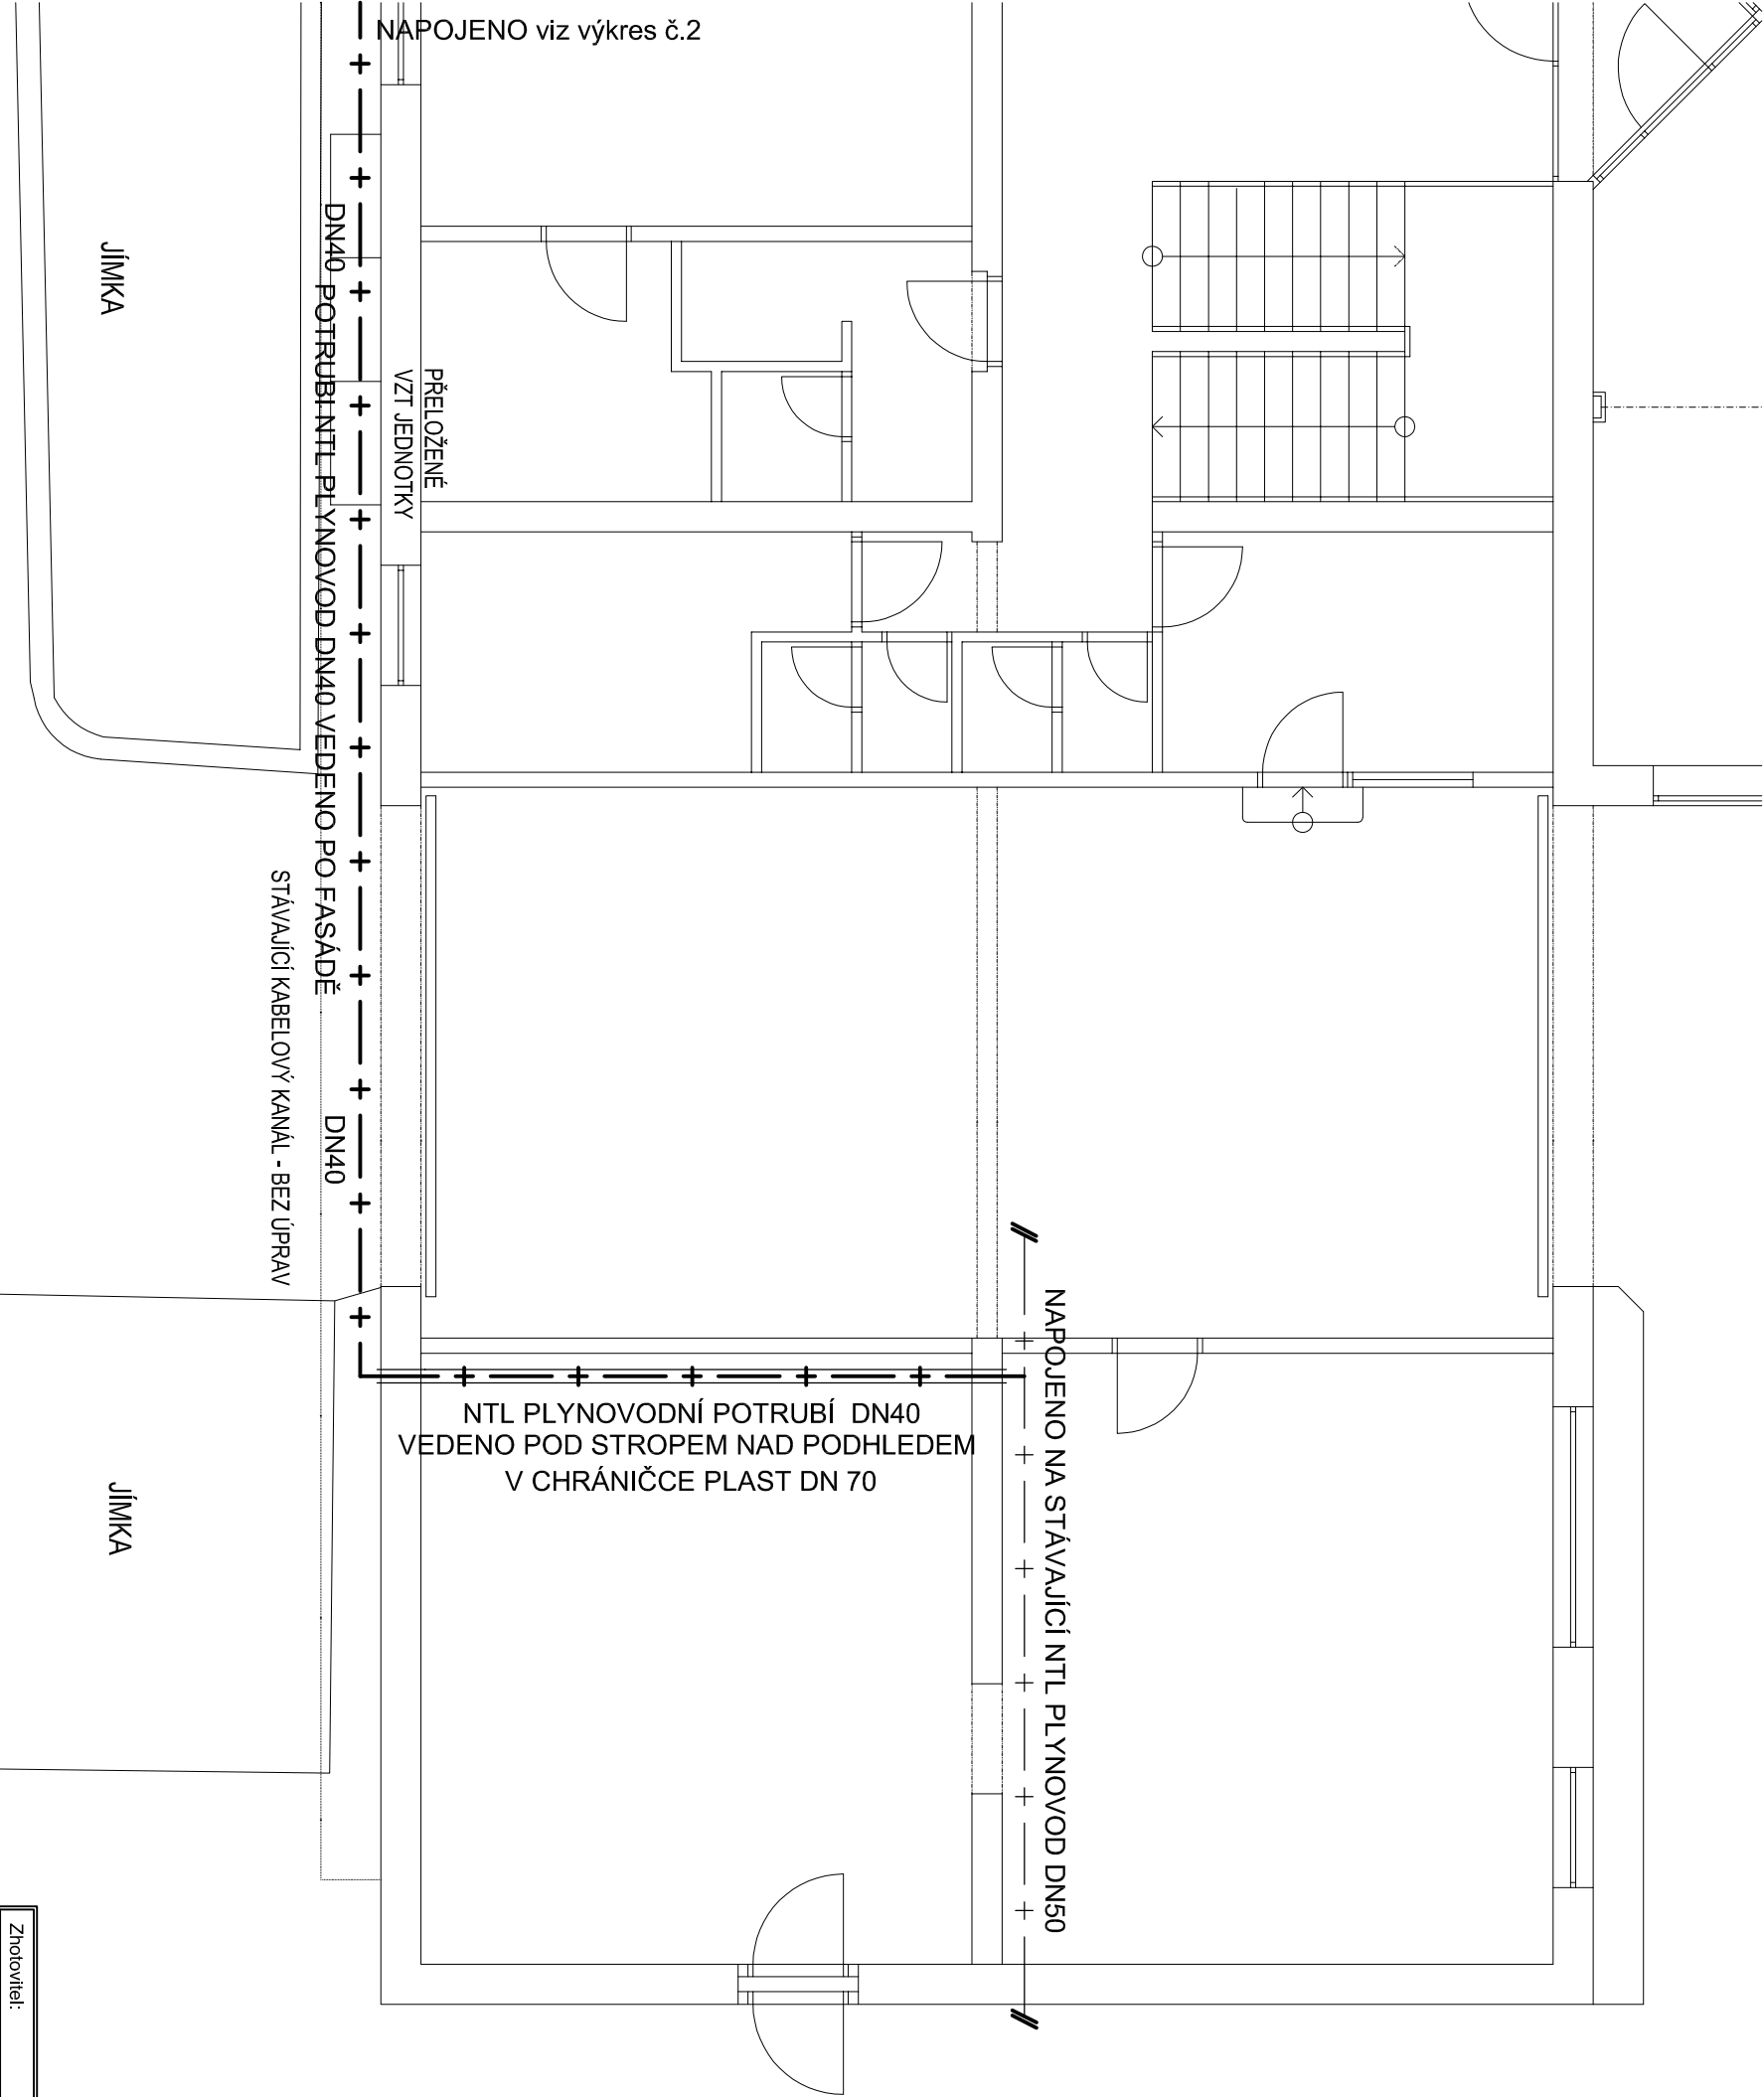 NAPOJENO viz výkres č.2
JÍMKA
DN40 POTRUBI NTL PLYNOVOD DN40 VEDENO PO FASÁDĚ
PŘELOŽENÉ
VZT JEDNOTKY
STÁVAJÍCÍ KABELOVÝ KANÁL - BEZ ÚPRAV
DN40
NAPOJENO NA STÁVAJÍCÍ NTL PLYNOVOD DN50
NTL PLYNOVODNÍ POTRUBÍ DN40
VEDENO POD STROPEM NAD PODHLEDEM
V CHRÁNIČCE PLAST DN 70
JÍMKA
Zhotovitel: